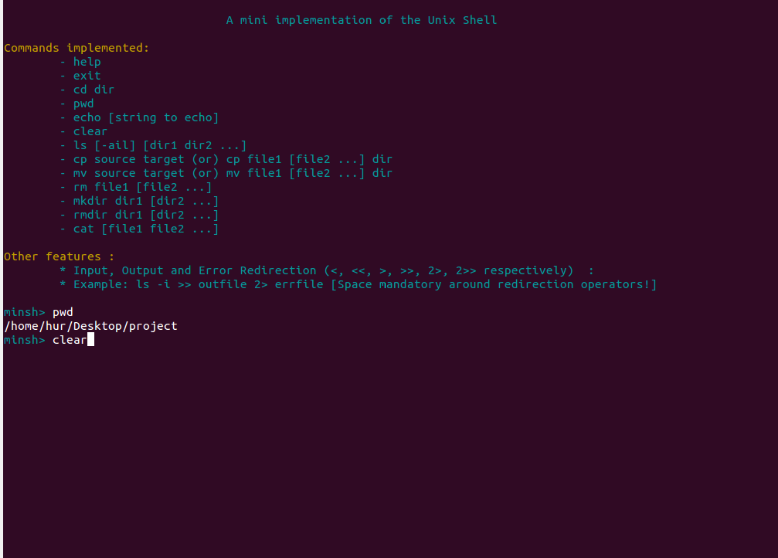 A mini implementation of the Unix Shell
Commands implemented:
- help
- exit
- cd dir
- pwd
- echo [string to echo]
- clear
- ls [-ail] [dir1 dir2 ...]
- cp source target (or) cp file1 [file2 ...] dir
- mv source target (or) mv file1 [file2 ...] dir
- rm file1 [file2 ...]
- mkdir dir1 [dir2 ...]
- rmdir dir1 [dir2 ...]
- cat [file1 file2 ...]
Other features :
* Input, Output and Error Redirection (<, <<, >, >>, 2>, 2>> respectively)  :
* Example: ls -i >> outfile 2> errfile [Space mandatory around redirection operators!]
minsh> pwd
/home/hur/Desktop/project
minsh> clear